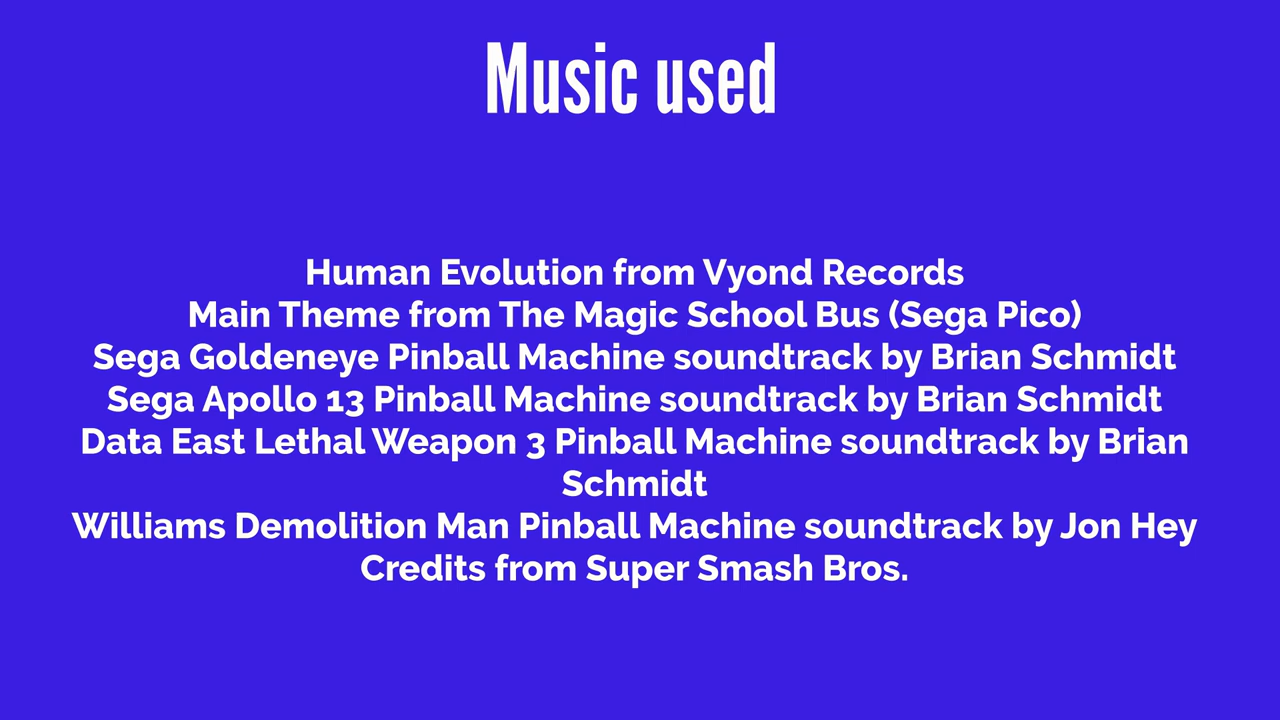 Music used
Human Evolution from Vyond Records
Main Theme from The Magic School Bus (Sega Pico)
Sega Goldeneye Pinball Machine soundtrack by Brian Schmidt
Sega Apollo 13 Pinball Machine soundtrack by Brian Schmidt
Data East Lethal Weapon 3 Pinball Machine soundtrack by Brian
Schmidt
Williams Demolition Man Pinball Machine soundtrack by Jon Hey
Credits from Super Smash Bros.